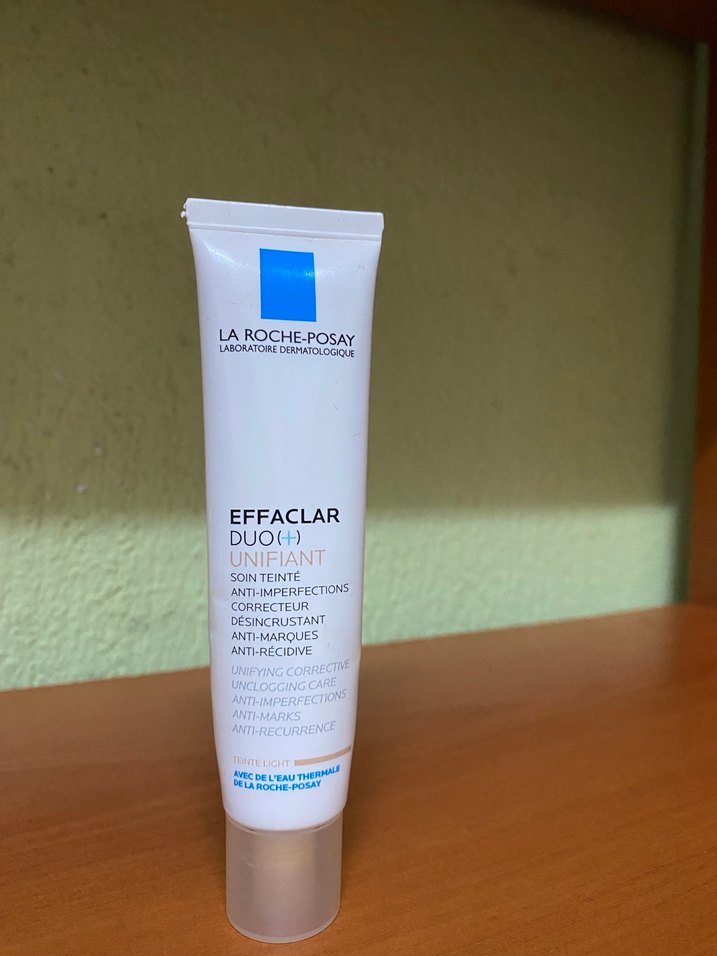 LA ROCHE-POSAY
LABORATOIRE DERMATOLOGIQUE
EFFACLAR
DUO(+)
UNIFIANT
SOIN TEINTÉ
ANTI-IMPERFECTIONS
CORRECTEUR
DÉSINCRUSTANT
ANTI-MARQUES
ANTI-RÉCIDIVE
UNIFYING CORRECTIVE
UNCLOGGING CARE
ANTI-IMPERFECTIONS
ANTI-MARKS
ANTI-RECURRENCE
TEINTE LIGHT
AVEC DE L'EAU THERMALE
DE LA ROCHE-POSAY